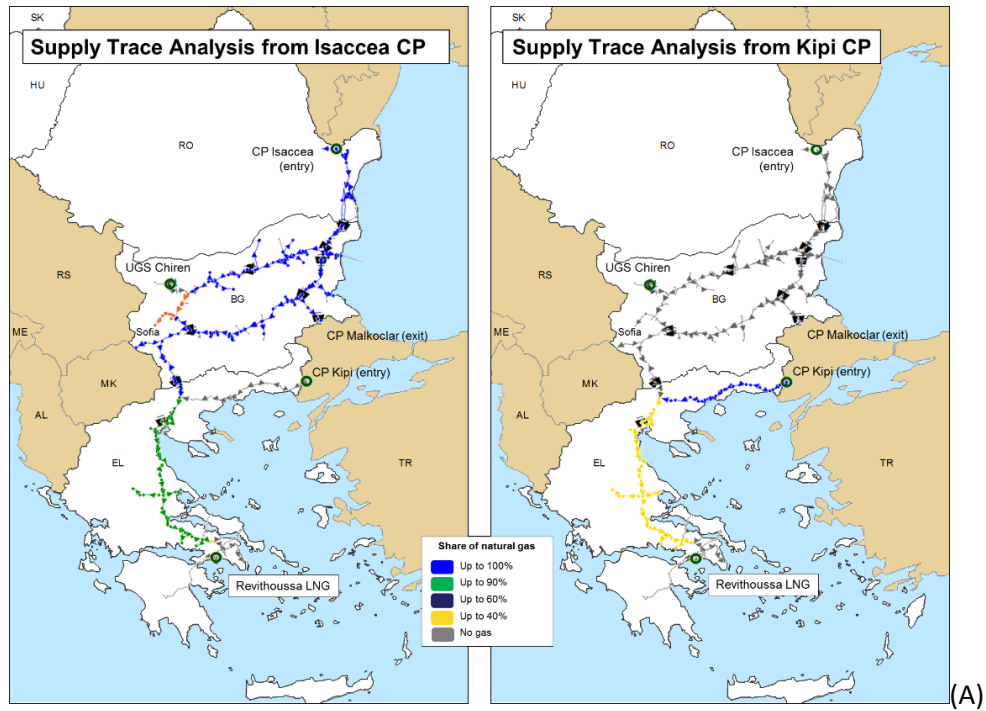 Supply Trace Analysis from Isaccea CP
SK
HU
RO
CP Isaccea
(entry)
RS
UGS Chiren
BG
ME
Sofia
CP Malkoclar (exit)
CP Kipi (entry)
MK
AL
EL
TR
Revithoussa LNG
Share of natural gas
Up to 100%
Up to 90%
Up to 60%
Up to 40%
No gas
Supply Trace Analysis from Kipi CP
SK
HU
RO
CP Isaccea
(entry)
RS
UGS Chiren
BG
ME
Sofia
CP Malkoclar (exit)
CP Kipi (entry)
MK
AL
EL
TR
Revithoussa LNG
(A)